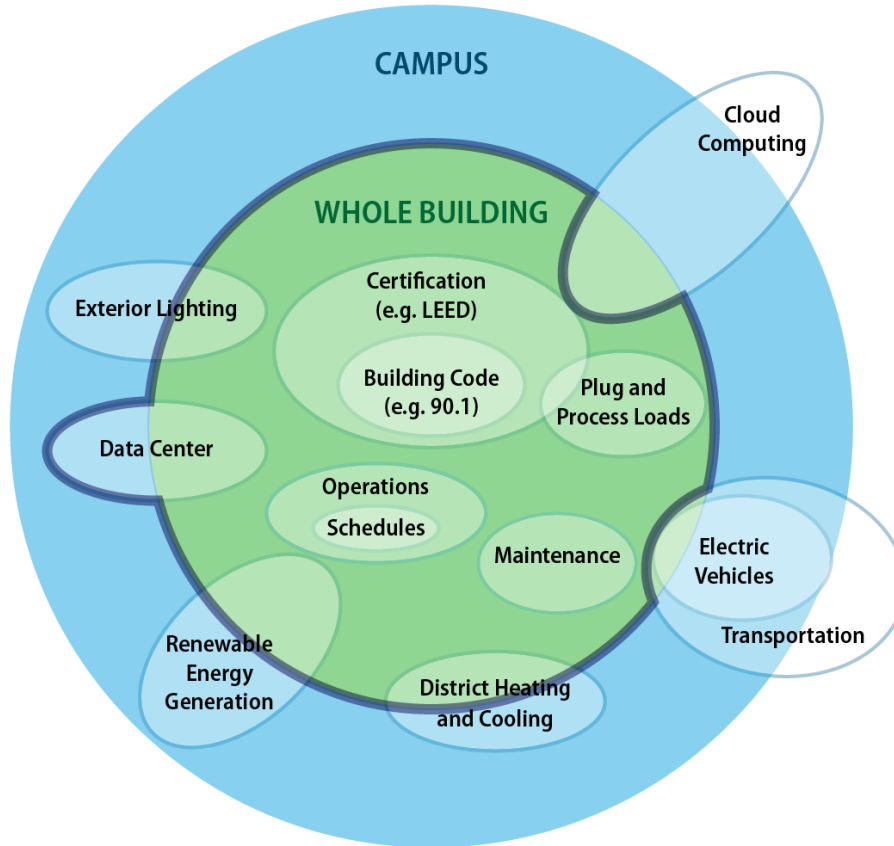 CAMPUS
Cloud
Computing
WHOLE BUILDING
Certification
(e.g. LEED)
Exterior Lighting
Building Code
(e.g. 90.1)
Plug and
Process Loads
Data Center
Operations
Schedules
Maintenance
Electric
Vehicles
Transportation
Renewable
Energy
Generation
District Heating
and Cooling